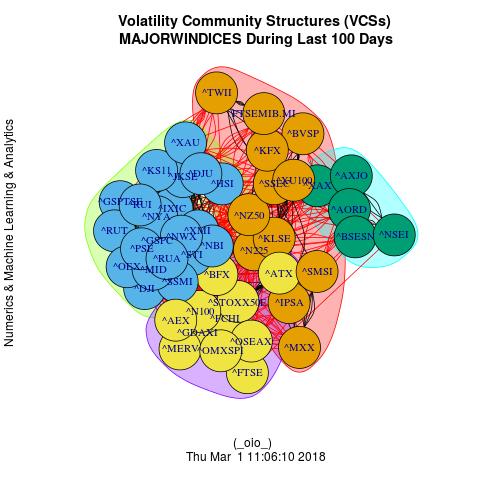 Volatility Community Structures (VCSs)
MAJORWINDICES During Last 100 Days
Numerics & Machine Learning & Analytics
^TWII
FTSEMIB.MI
^BVSP
^XAU
^KFX
^KS11
^JKSE
^DJU
^HSI
^SSEC
^XU100
^XAX
^AXJO
^GSPTSE
^RUI
^NYA
^IXIC
^NZ50
^AORD
^RUT
^GSPC
^NWX
^XMI
^NBI
^KLSE
^BSESN
^NSEI
^PSE
^RUA
^STI
^N225
^OEX
^MID
^SSMI
^BFX
^ATX
^SMSI
^DJI
^STOXX50E
^IPSA
^AEX
^N100
^FCHI
^GDAXI
^MERV
^OMXSPI
^OSEAX
^MXX
^FTSE
(_oio_)
Thu Mar  1 11:06:10 2018